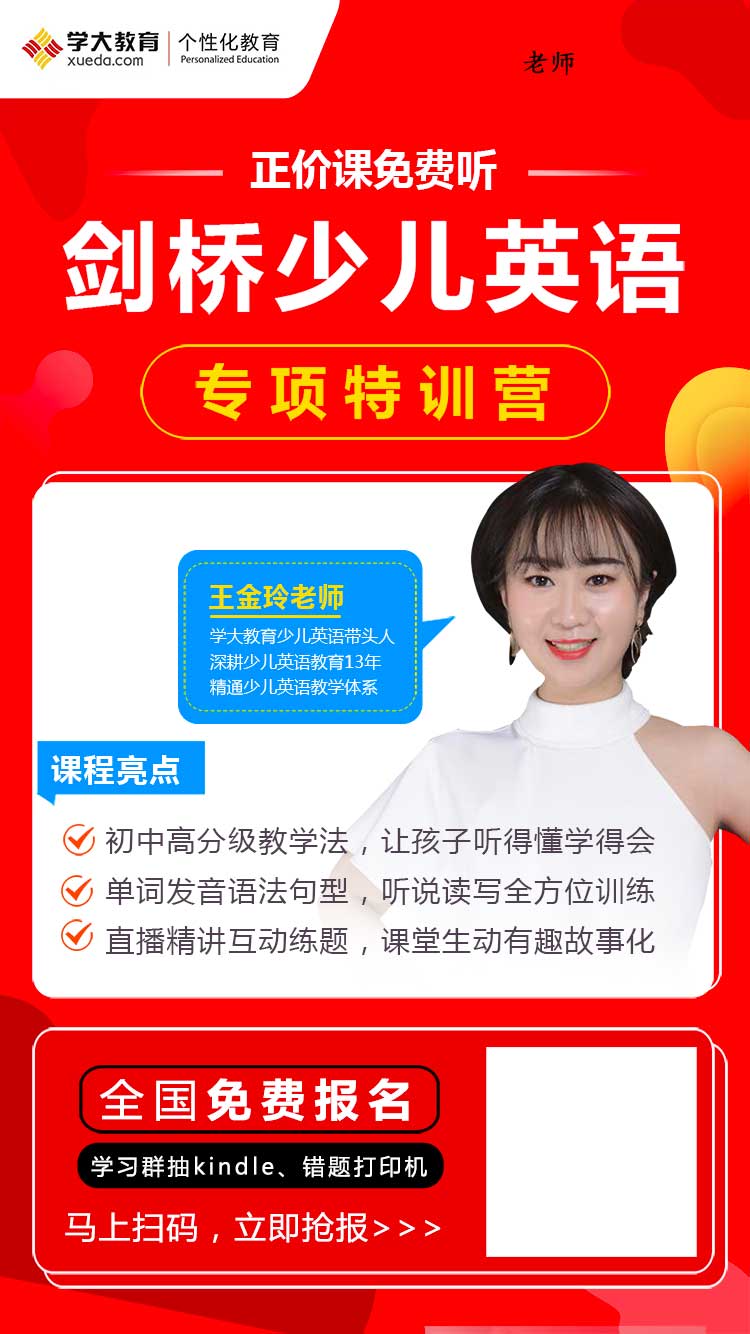 学大教育
xueda.com
个性化教育
Personalized Education
老师
正价课免费听
剑桥少儿英语
专项特训营
王金玲老师
学大教育少儿英语带头人
深耕少儿英语教育13年
精通少儿英语教学体系
课程亮点
初中高分级教学法，让孩子听得懂学得会
单词发音语法句型，听说读写全方位训练
直播精讲互动练题，课堂生动有趣故事化
全国免费报名
学习群抽kindle、错题打印机
马上扫码，立即抢报>>>